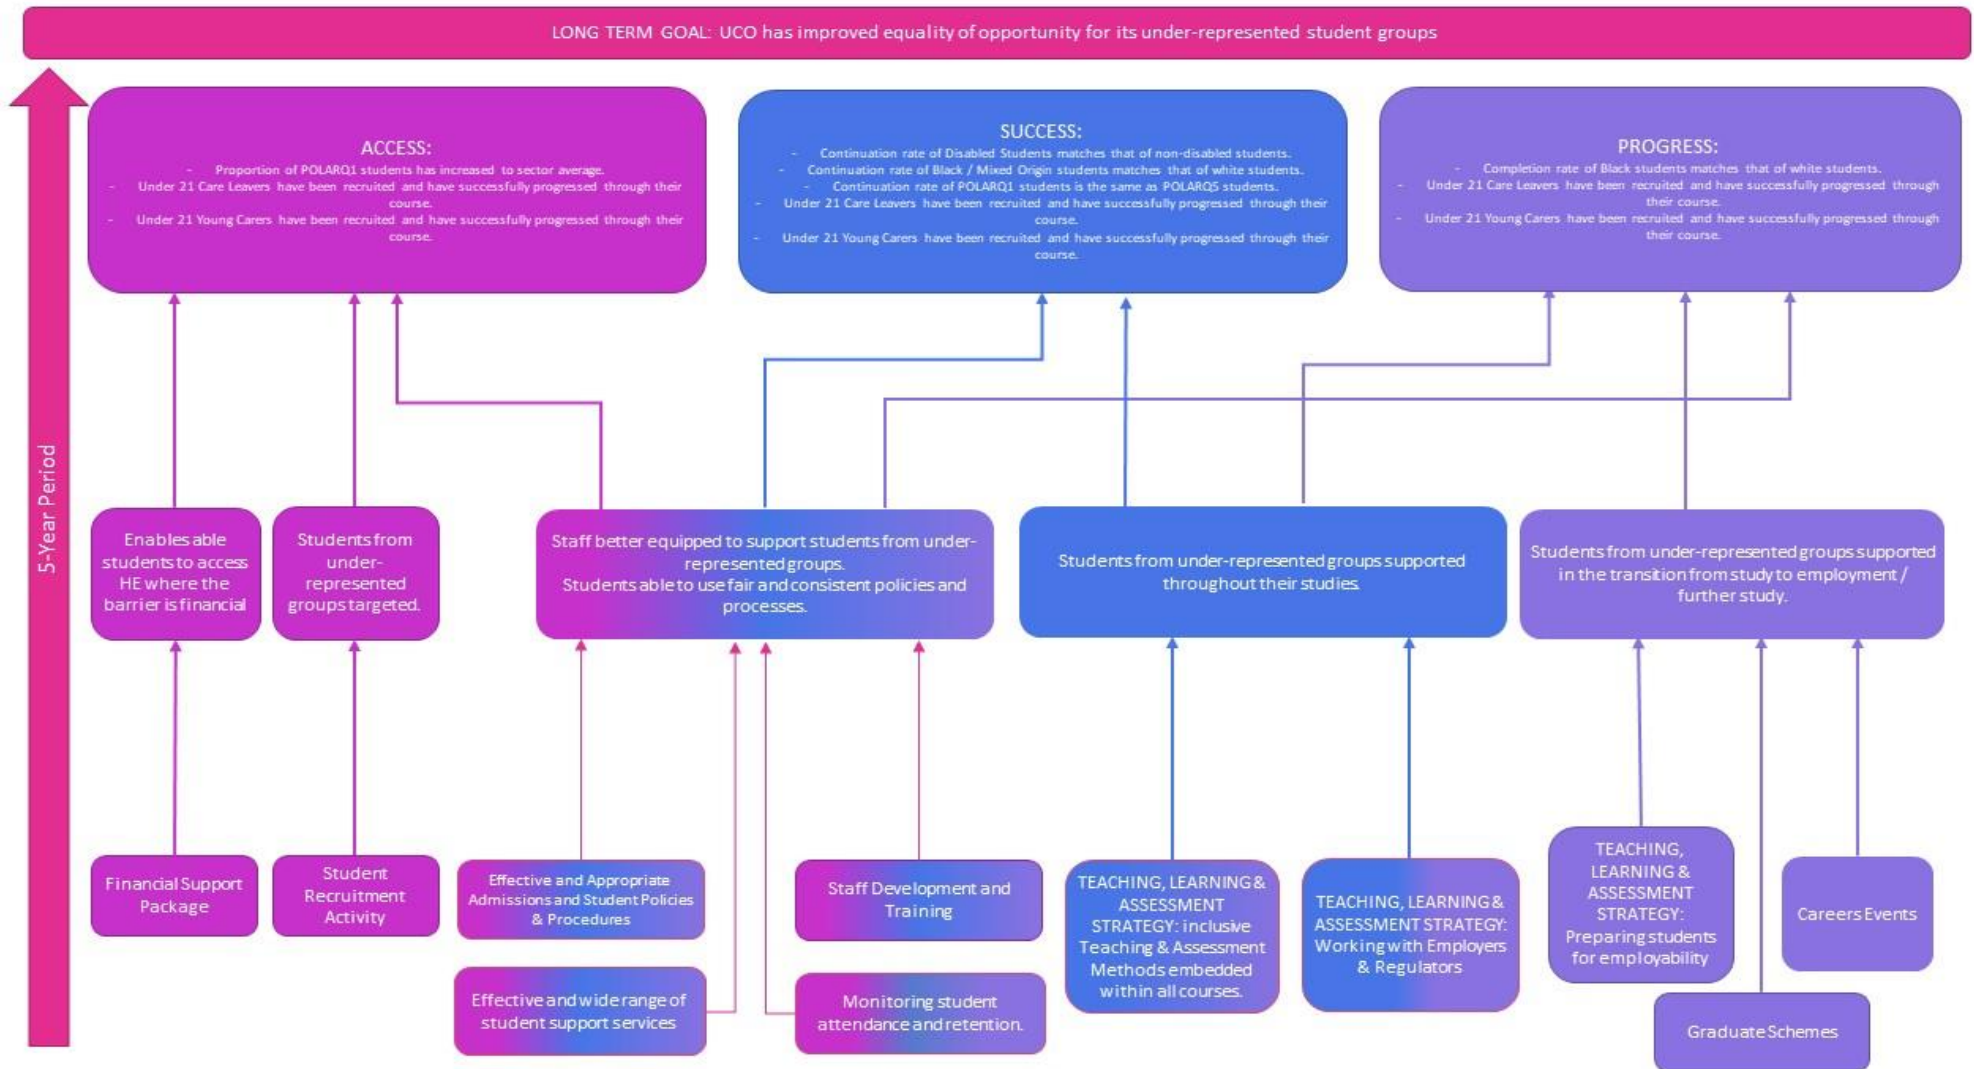 LONG TERM GOAL: UCO has improved equality of opportunity for its under-represented student groups
5-Year Period
ACCESS:
- Proportion of POLARQ1 students has increased to sector average.
- Under 21 Care Leavers have been recruited and have successfully progressed through their
course.
- Under 21 Young Carers have been recruited and have successfully progressed through their
course.
SUCCESS:
- Continuation rate of Disabled Students matches that of non-disabled students.
- Continuation rate of Black / Mixed Origin students matches that of white students.
- Continuation rate of POLARQ1 students is the same as POLARQ5 students.
- Under 21 Care Leavers have been recruited and have successfully progressed through their
course.
- Under 21 Young Carers have been recruited and have successfully progressed through their
course.
PROGRESS:
- Completion rate of Black students matches that of white students.
- Under 21 Care Leavers have been recruited and have successfully progressed through
their course.
- Under 21 Young Carers have been recruited and have successfully progressed through
their course.
Enables able
students to access
HE where the
barrier is financial
Students from
under-
represented
groups targeted.
Staff better equipped to support students from under-
represented groups.
Students able to use fair and consistent policies and
processes.
Students from under-represented groups supported
throughout their studies.
Students from under-represented groups supported
in the transition from study to employment /
further study.
Financial Support
Package
Student
Recruitment
Activity
Effective and Appropriate
Admissions and Student Policies
& Procedures
Effective and wide range of
student support services
Staff Development and
Training
Monitoring student
attendance and retention.
TEACHING, LEARNING &
ASSESSMENT
STRATEGY: inclusive
Teaching & Assessment
Methods embedded
within all courses.
TEACHING, LEARNING &
ASSESSMENT STRATEGY:
Working with Employers
& Regulators
TEACHING,
LEARNING &
ASSESSMENT
STRATEGY:
Preparing students
for employability
Careers Events
Graduate Schemes